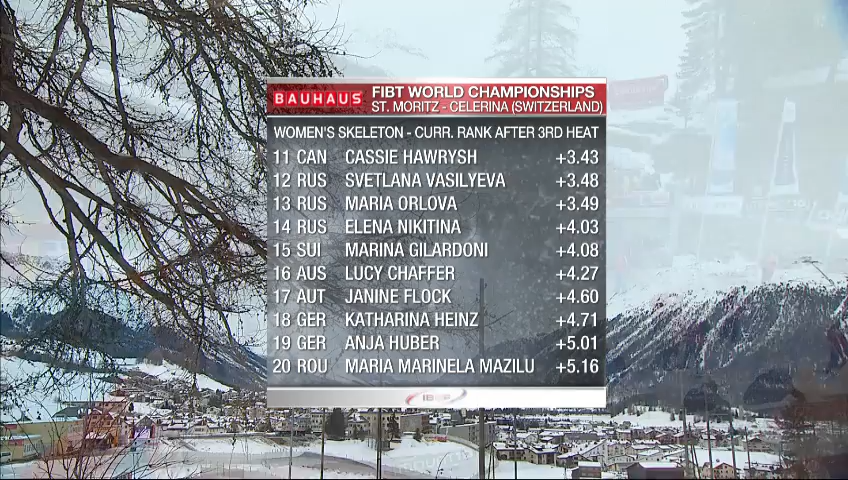 BAUHAUS FIBT WORLD CHAMPIONSHIPS
ST. MORITZ - CELERINA (SWITZERLAND)
WOMEN'S SKELETON - CURR. RANK AFTER 3RD HEAT
11 CAN CASSIE HAWRYSH +3.43
12 RUS SVETLANA VASILYEVA +3.48
13 RUS MARIA ORLOVA +3.49
14 RUS ELENA NIKITINA +4.03
15 SUI MARINA GILARDONI +4.08
16 AUS LUCY CHAFFER +4.27
17 AUT JANINE FLOCK +4.60
18 GER KATHARINA HEINZ +4.71
19 GER ANJA HUBER +5.01
20 ROU MARIA MARINELA MAZILU +5.16